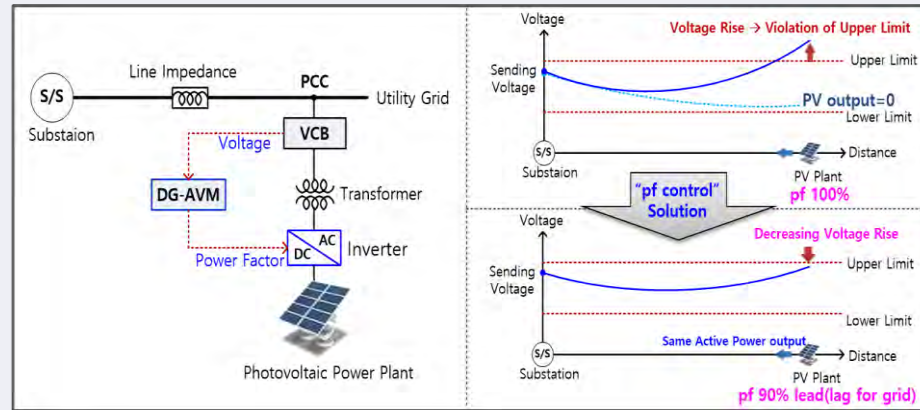 Line Impedance
PCC
S/S
Utility Grid
Substaion
Voltage
VCB
DG-AVM
Transformer
AC
DC
Inverter
Power Factor
Photovoltaic Power Plant
Voltage
Voltage Rise → Violation of Upper Limit
Upper Limit
Sending
Voltage
PV output=0
Lower Limit
S/S
Distance
Substaion
PV Plant
pf 100%
"pf control"
Solution
Voltage
Decreasing Voltage Rise
Upper Limit
Sending
Voltage
Lower Limit
Same Active Power output
S/S
Distance
Substation
PV Plant
pf 90% lead(lag for grid)